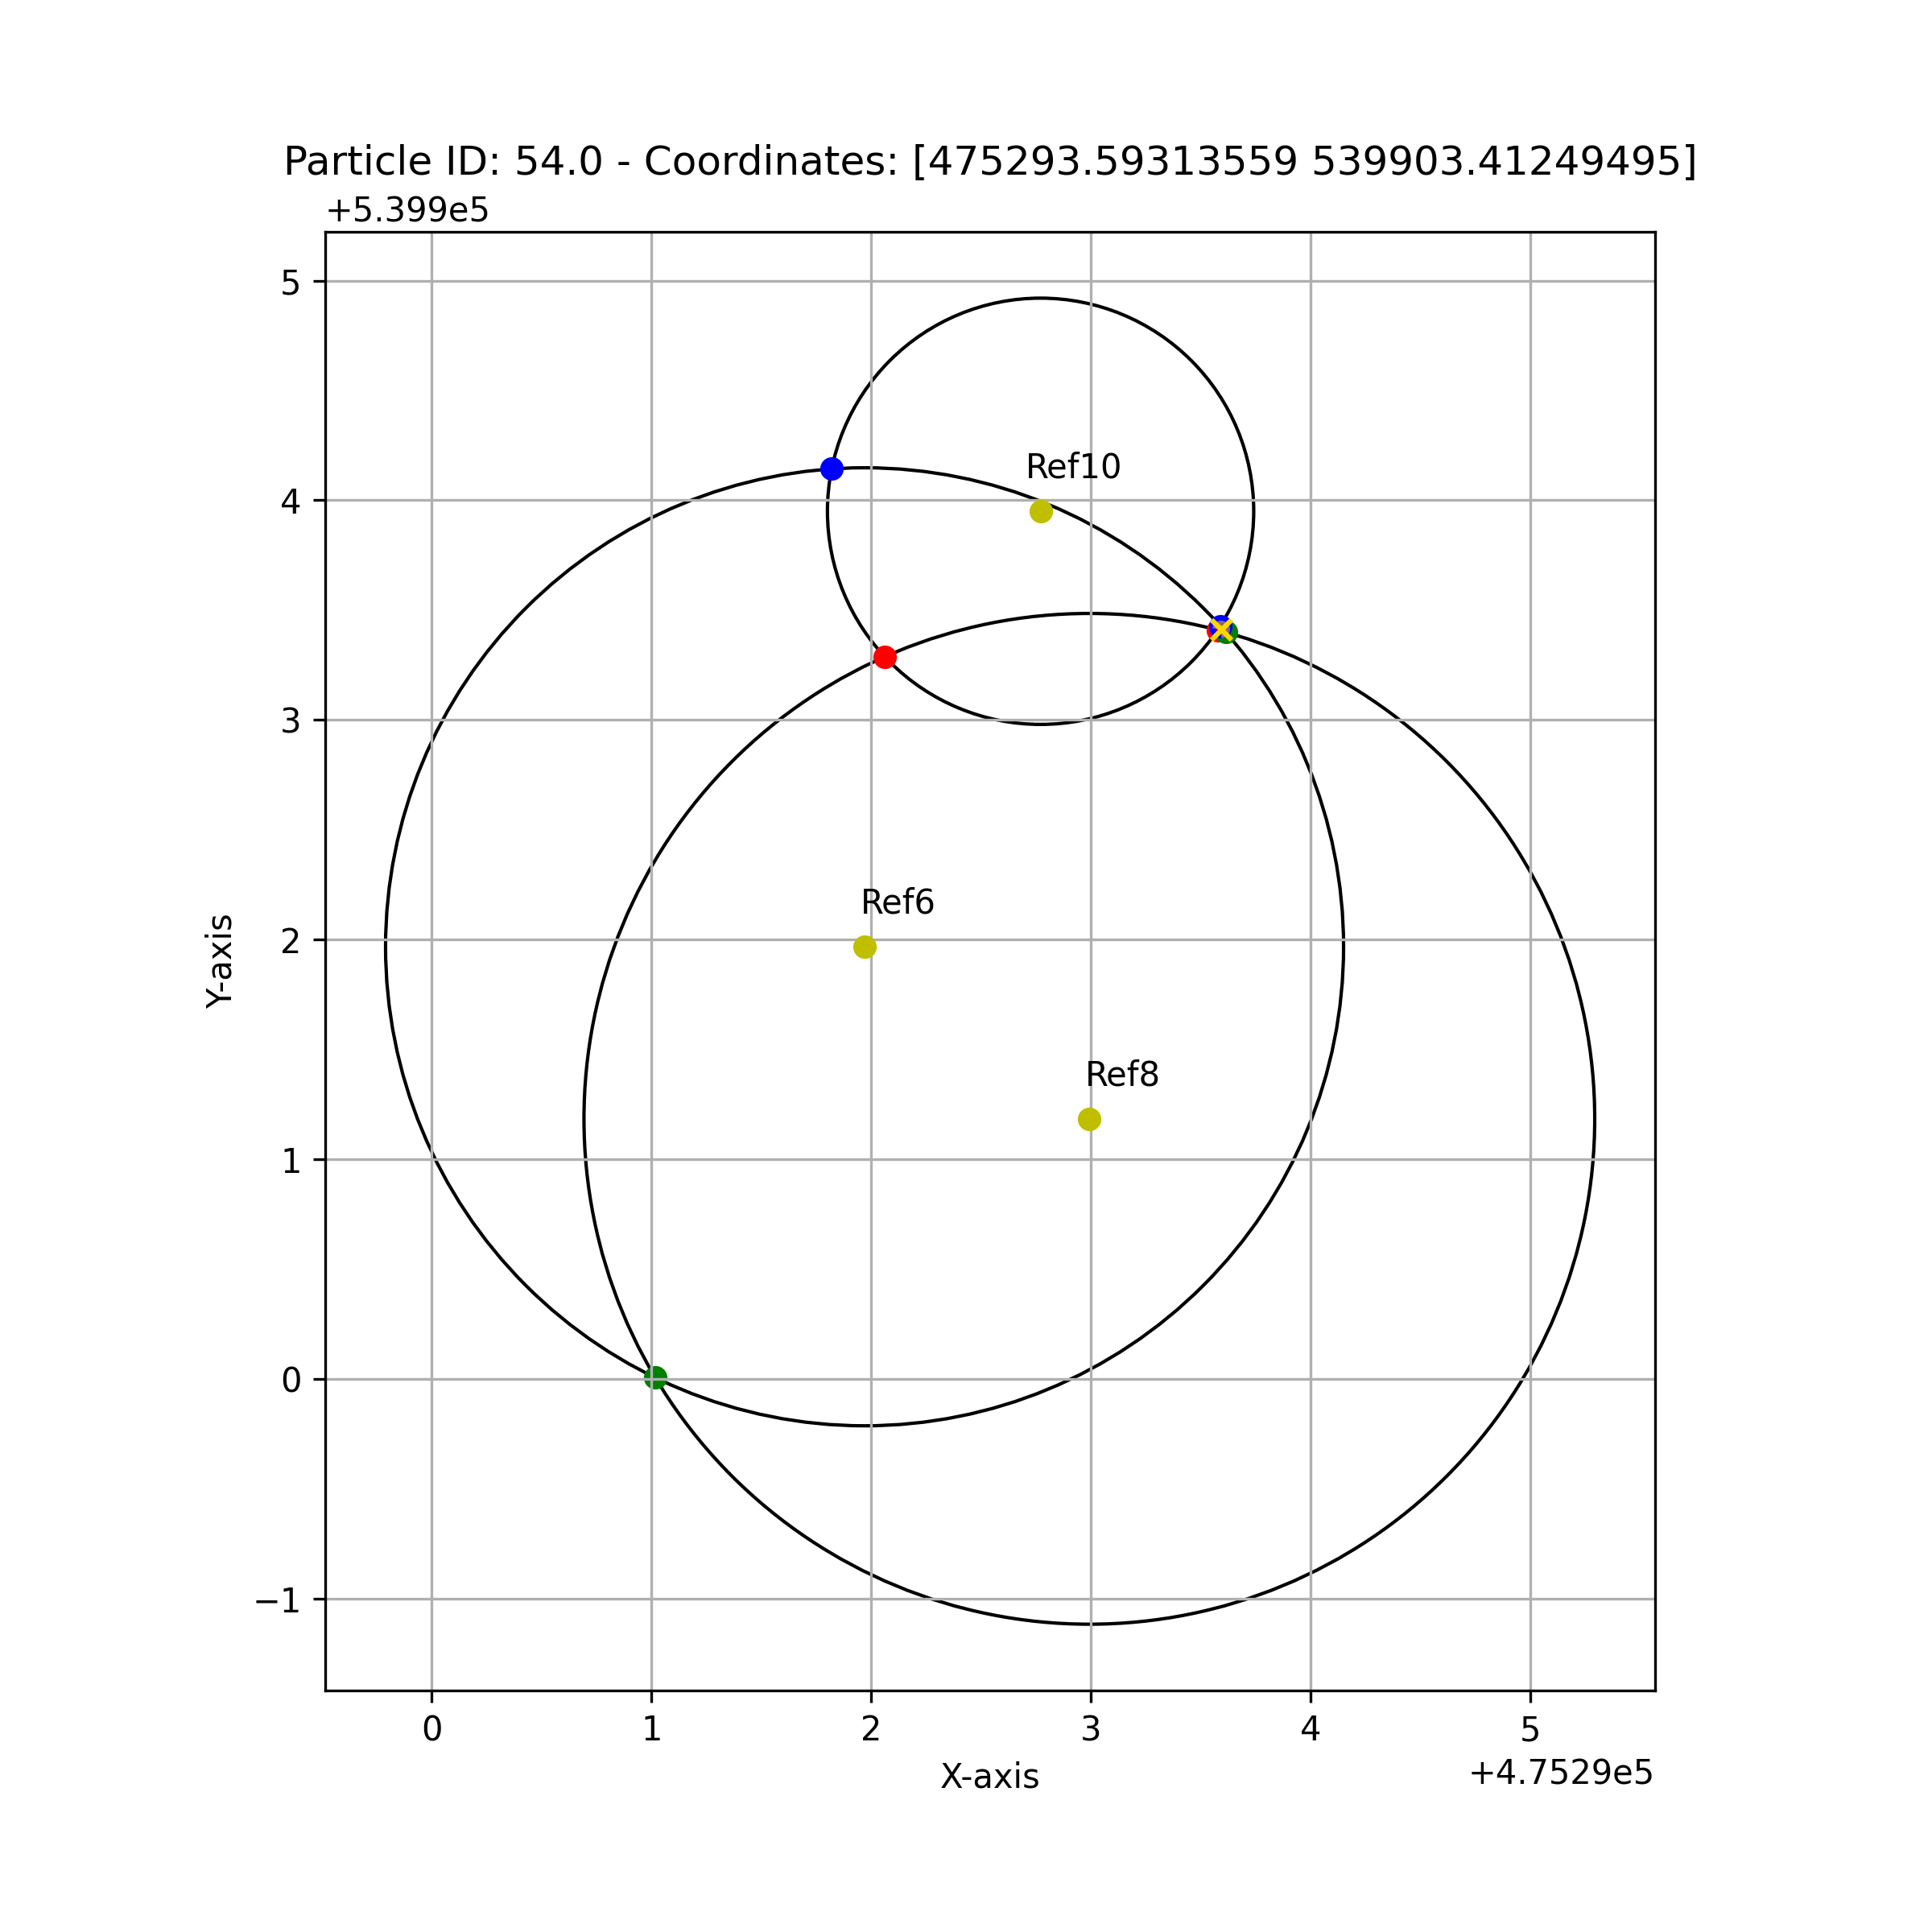 Particle ID: 54.0 - Coordinates: [475293.59313559 539903.41249495]
+5.399e5
5
Ref10
4
3
Ref6
2
Y-axis
Ref8
1
0
−1
0 1 2 3 4 5
X-axis
+4.7529e5